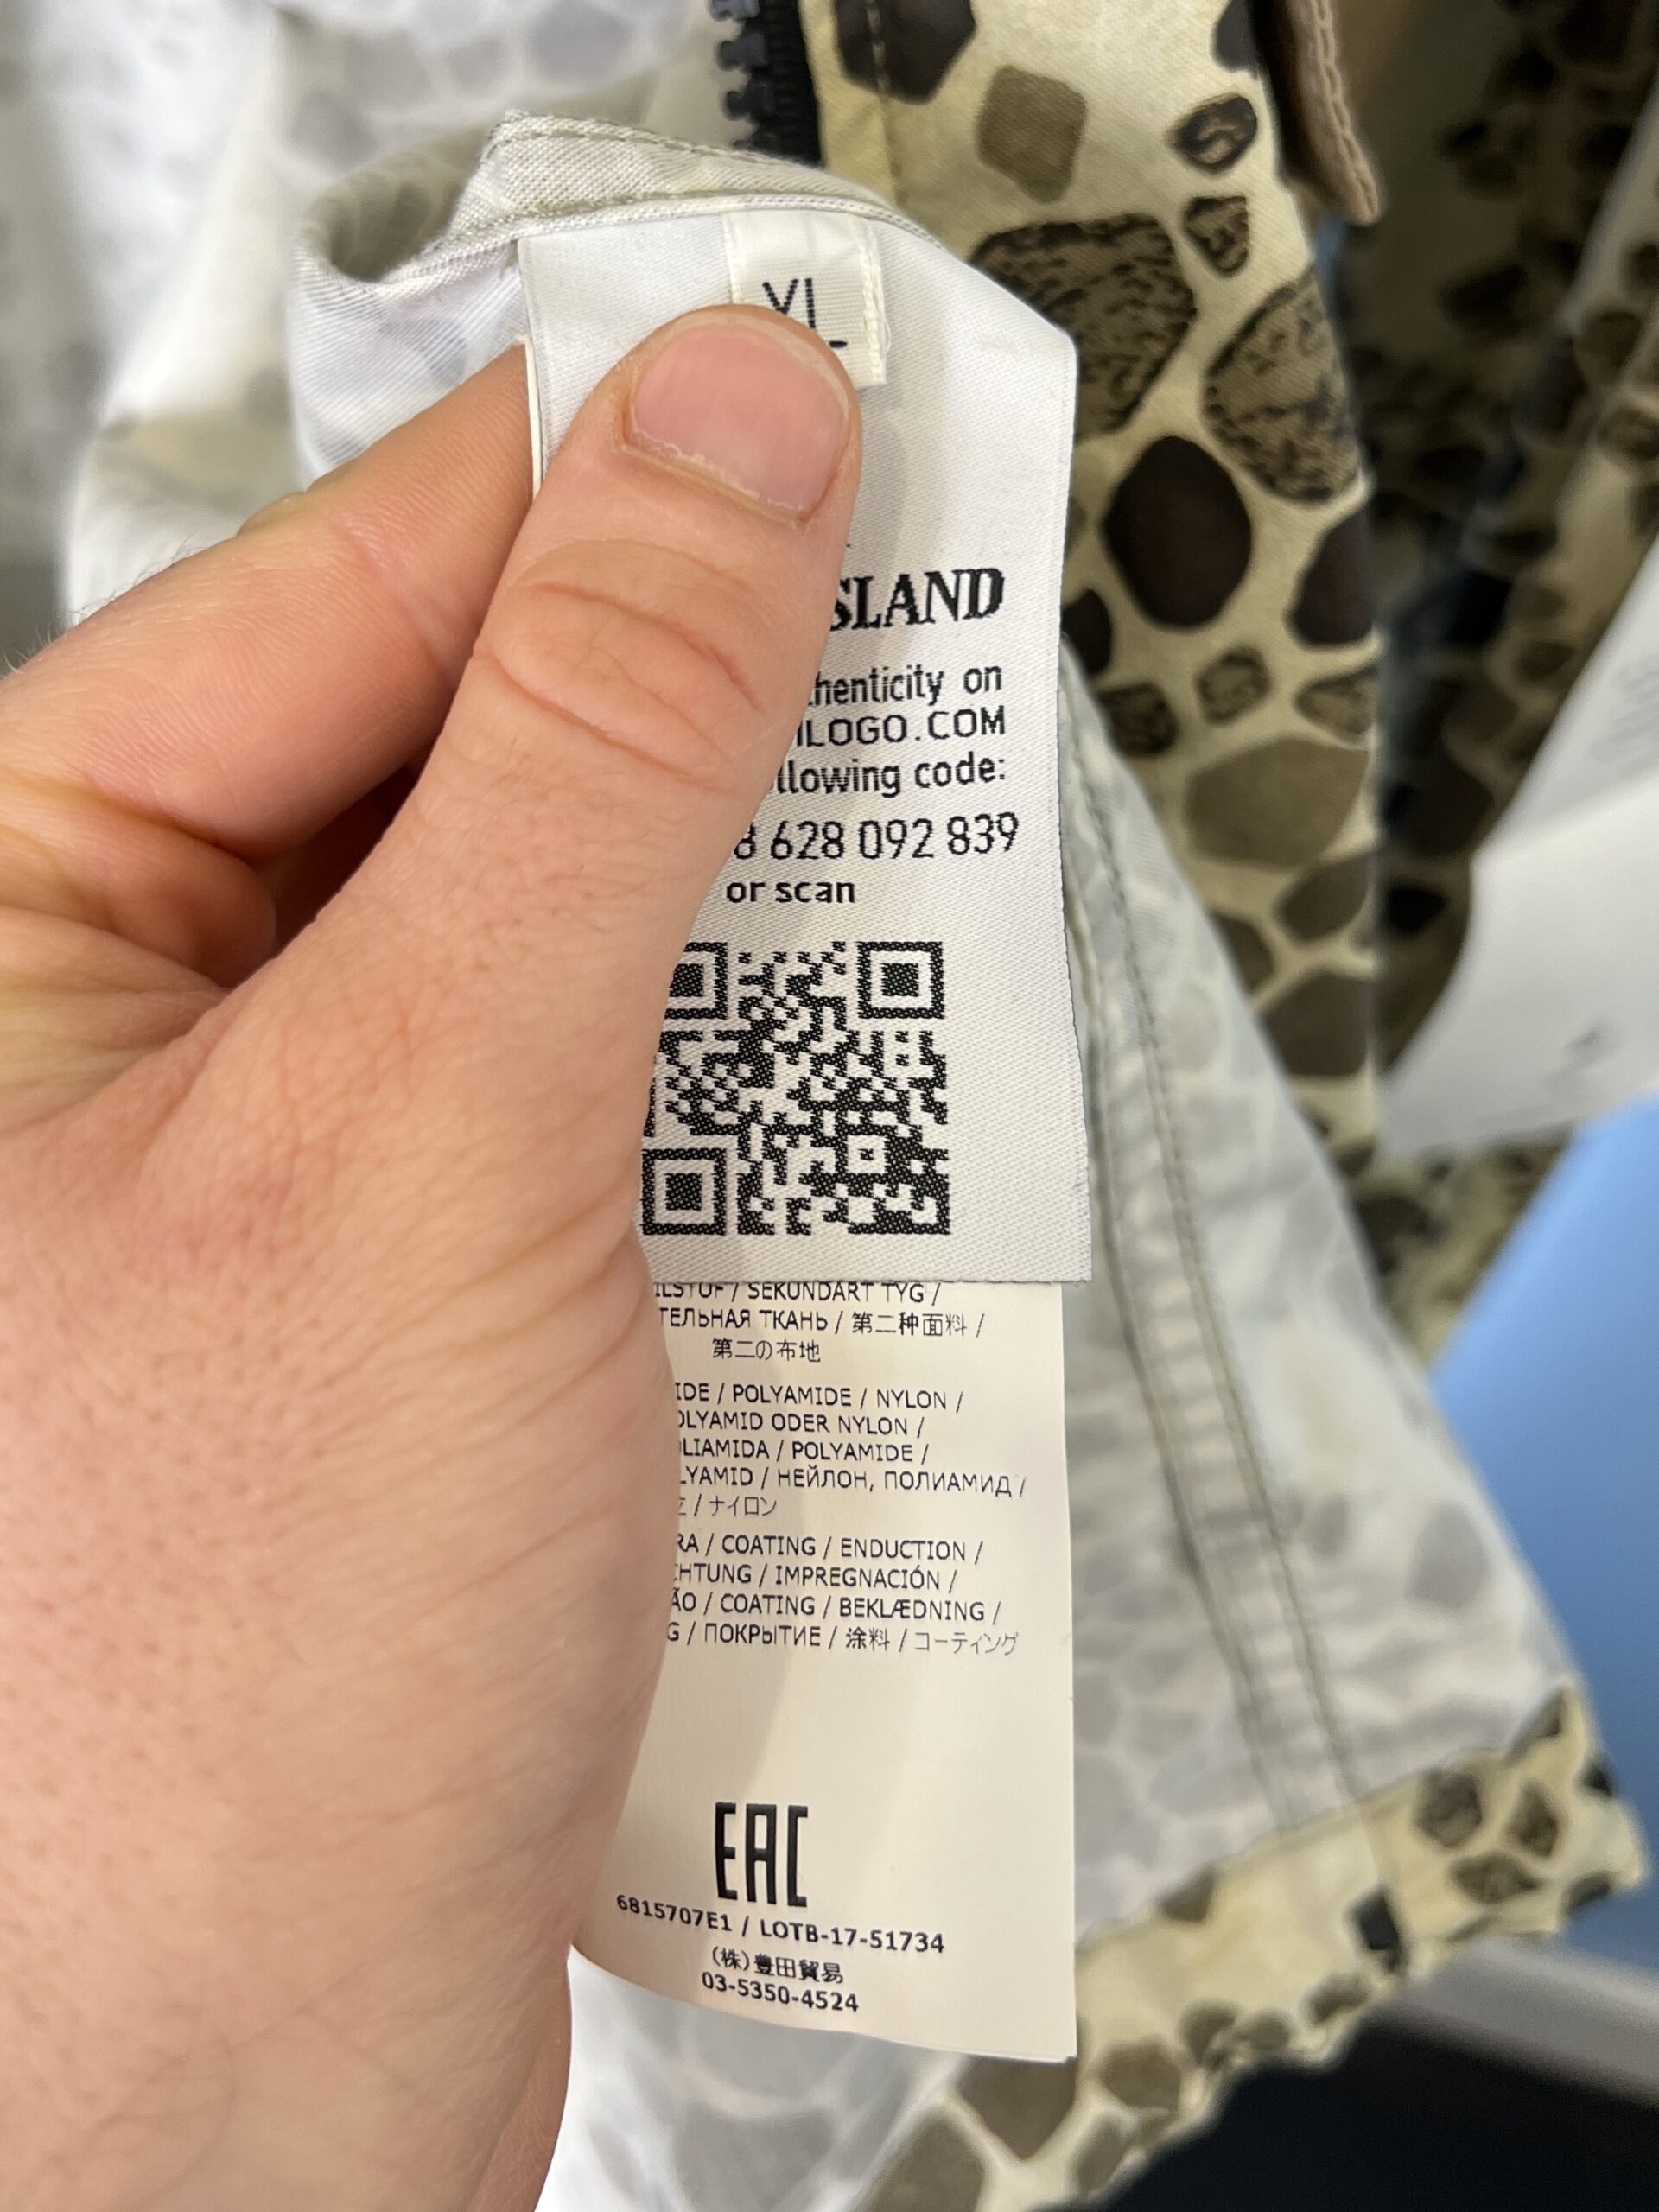 XL
SLAND
henticity on
ILOGO.COM
llowing code:
8 628 092 839
or scan
ILSTOF / SEKUNDÄRT TYG /
ТЕЛЬНАЯ ТКАНЬ / 第二种面料 /
第二の布地
IDE / POLYAMIDE / NYLON /
OLYAMID ODER NYLON /
OLIAMIDA / POLYAMIDE /
LYAMID / НЕЙЛОН, ПОЛИАМИД /
/ ナイロン
RA / COATING / ENDUCTION /
CHTUNG / IMPREGNACIÓN /
ÃO / COATING / BEKLÆDNING /
G / ПОКРЫТИЕ / 涂料 / コーティング
EAC
6815707E1 / LOTB-17-51734
(株)豊田貿易
03-5350-4524